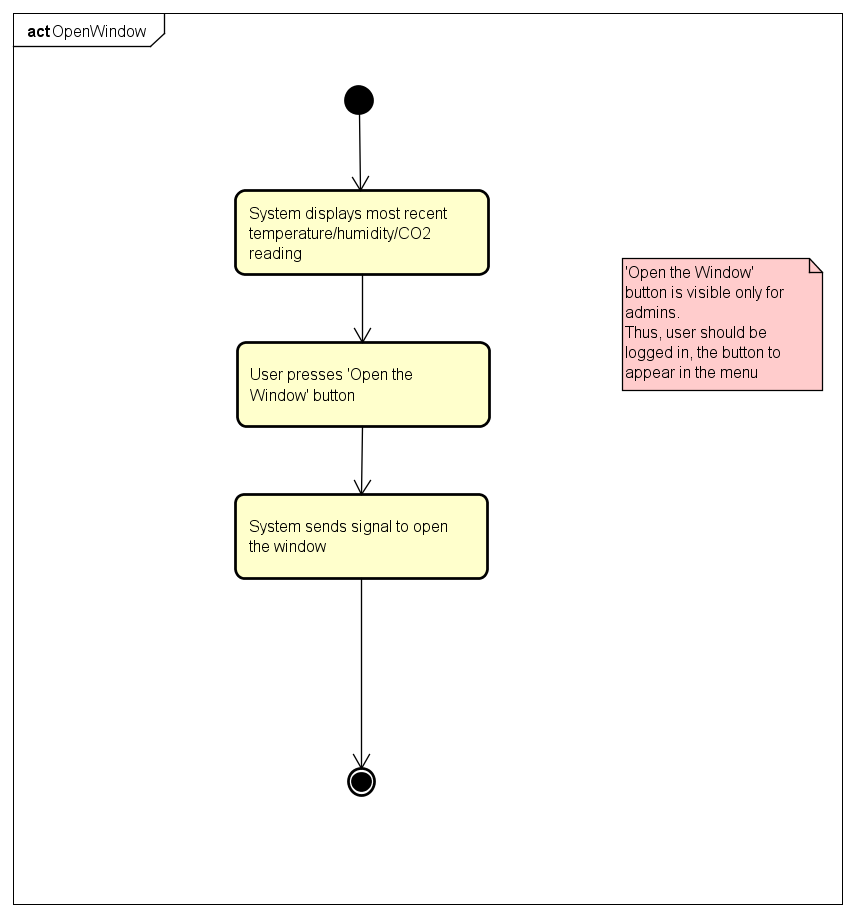 act OpenWindow
System displays most recent
temperature/humidity/CO2
reading
'Open the Window'
button is visible only for
admins.
Thus, user should be
logged in, the button to
appear in the menu
User presses 'Open the
Window' button
System sends signal to open
the window